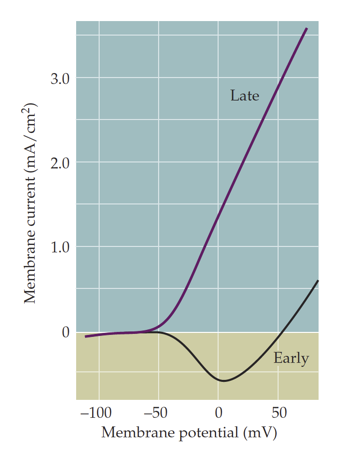 Membrane current (mA/cm²)
3.0
2.0
1.0
0
Late
Early
–100 –50 0 50
Membrane potential (mV)